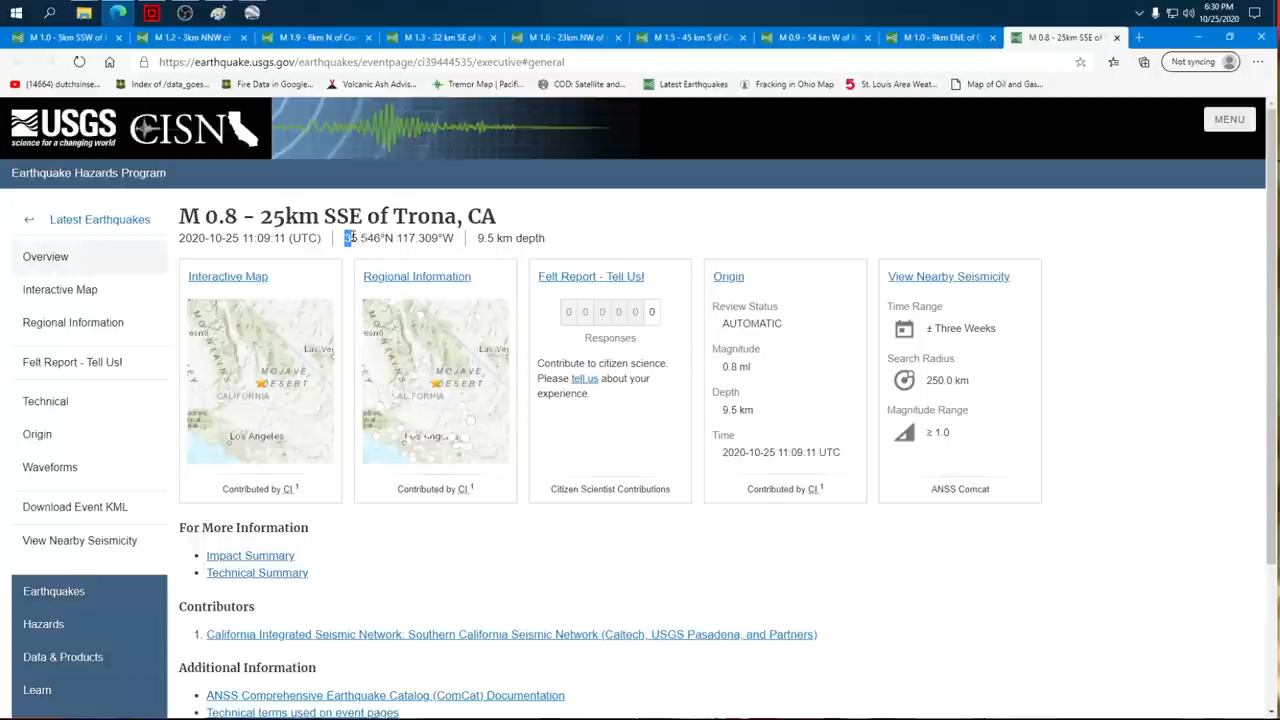 6:30 PM
10/25/2020
M 1.0 - 5km SSW of
M 1.2 - 3km NNW of
M 1.9 - 6km N of Co
M 1.3 - 32 km SE of
M 1.6 - 23km NW of
M 1.5 - 45 km S of C
M 0.9 - 54 km W of
M 1.0 - 9km ENE of
M 0.8 - 25km SSE of
https://earthquake.usgs.gov/earthquakes/eventpage/ci39444535/executive#general
Not syncing
(14664) dutchsinse...
Index of /data_goes...
Fire Data in Google...
Volcanic Ash Advis...
Tremor Map | Pacif...
COD: Satellite and...
Latest Earthquakes
Fracking in Ohio Map
St. Louis Area Weat...
Map of Oil and Gas...
USGS
science for a changing world
CISN
MENU
Earthquake Hazards Program
Latest Earthquakes
Overview
Interactive Map
Regional Information
Felt Report - Tell Us!
Technical
Origin
Waveforms
Download Event KML
View Nearby Seismicity
Earthquakes
Hazards
Data & Products
Learn
M 0.8 - 25km SSE of Trona, CA
2020-10-25 11:09:11 (UTC)
35.546°N 117.309°W
9.5 km depth
Interactive Map
MOJAVE
DESERT
CALIFORNIA
Las Ve
Los Angeles
Contributed by CI 1
Regional Information
MOJAVE
DESERT
Contributed by CI 1
Felt Report - Tell Us!
0 0 0 0 0 0
Responses
Contribute to citizen science.
Please tell us about your
experience.
Citizen Scientist Contributions
Origin
Review Status
AUTOMATIC
Magnitude
0.8 ml
Depth
9.5 km
Time
2020-10-25 11:09:11 UTC
Contributed by CI 1
View Nearby Seismicity
Time Range
± Three Weeks
Search Radius
250.0 km
Magnitude Range
≥ 1.0
ANSS Comcat
For More Information
• Impact Summary
• Technical Summary
Contributors
1. California Integrated Seismic Network: Southern California Seismic Network (Caltech, USGS Pasadena, and Partners)
Additional Information
• ANSS Comprehensive Earthquake Catalog (ComCat) Documentation
• Technical terms used on event pages